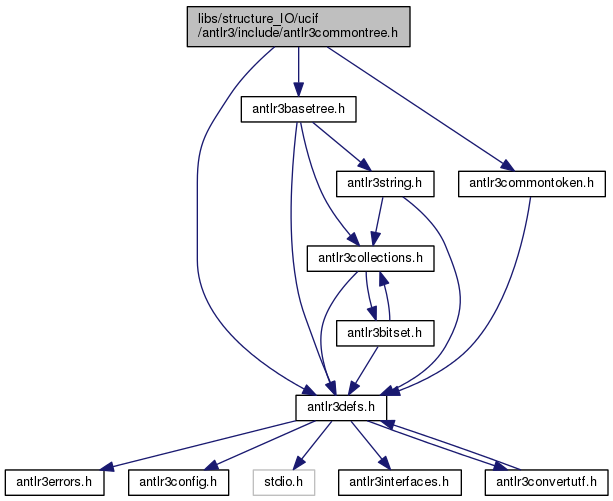 libs/structure_IO/ucif
/antlr3/include/antlr3commontree.h
antlr3basetree.h
antlr3string.h
antlr3commontoken.h
antlr3collections.h
antlr3bitset.h
antlr3defs.h
antlr3errors.h
antlr3config.h
stdio.h
antlr3interfaces.h
antlr3convertutf.h